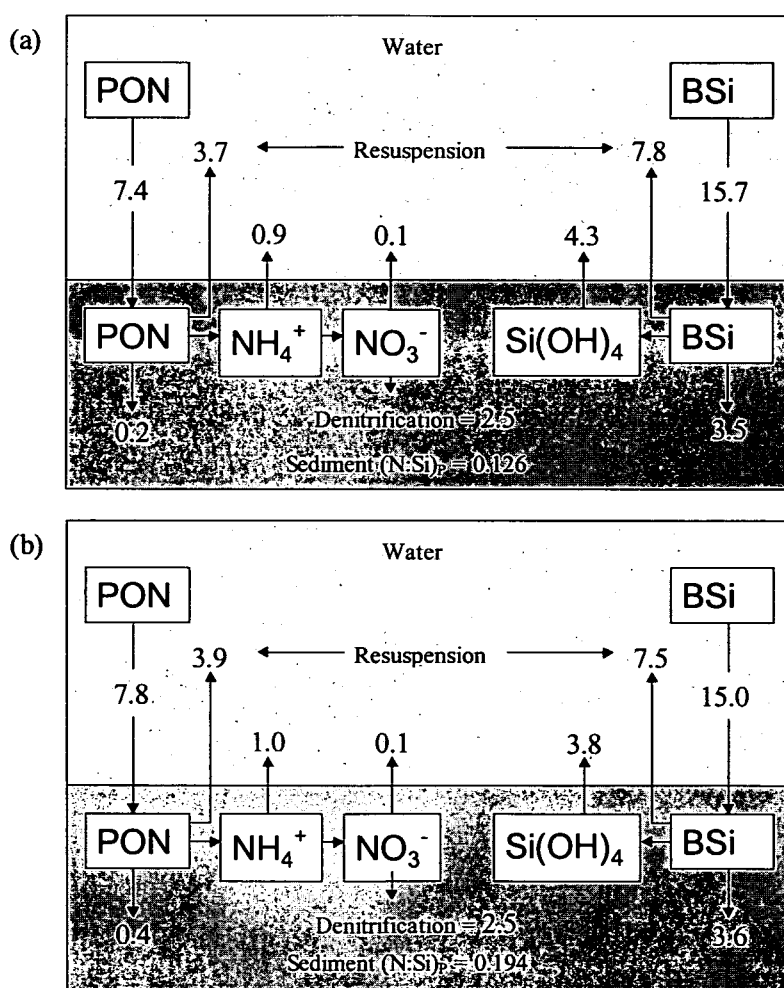 (a)
Water
PON
BSi
3.7
Resuspension
7.8
7.4
15.7
0.9
0.1
4.3
PON
NH₄⁺
NO₃⁻
Si(OH)₄
BSi
0.2
Denitrification = 2.5
3.5
Sediment (N:Si)ₚ = 0.126
(b)
Water
PON
BSi
3.9
Resuspension
7.5
7.8
15.0
1.0
0.1
3.8
PON
NH₄⁺
NO₃⁻
Si(OH)₄
BSi
0.4
Denitrification = 2.5
3.6
Sediment (N:Si)ₚ = 0.194